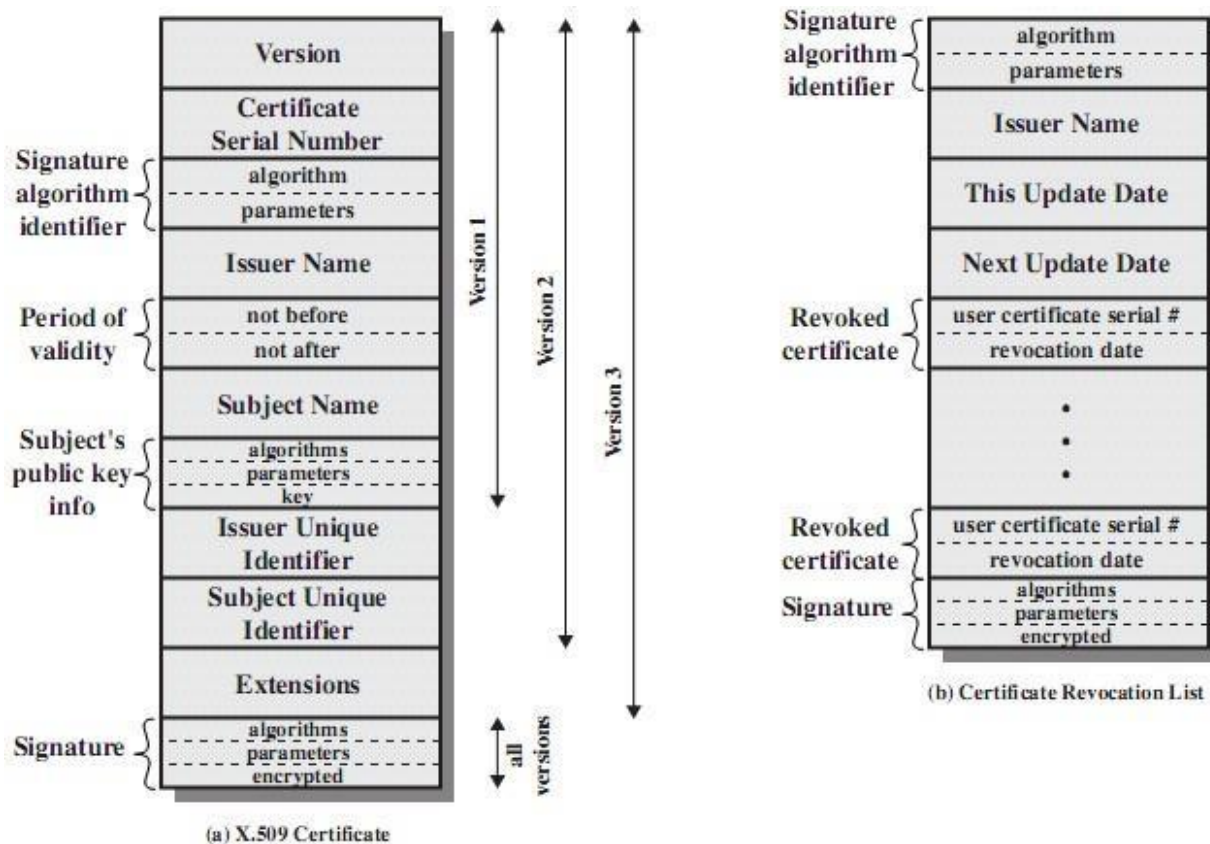 Version
Certificate
Serial Number
Signature
algorithm
identifier
algorithm
parameters
Issuer Name
Period of
validity
not before
not after
Subject Name
Subject's
public key
info
algorithms
parameters
key
Issuer Unique
Identifier
Subject Unique
Identifier
Extensions
Signature
algorithms
parameters
encrypted
Version 1
Version 2
Version 3
all
versions
(a) X.509 Certificate
Signature
algorithm
identifier
algorithm
parameters
Issuer Name
This Update Date
Next Update Date
Revoked
certificate
user certificate serial #
revocation date
Revoked
certificate
user certificate serial #
revocation date
Signature
algorithms
parameters
encrypted
(b) Certificate Revocation List